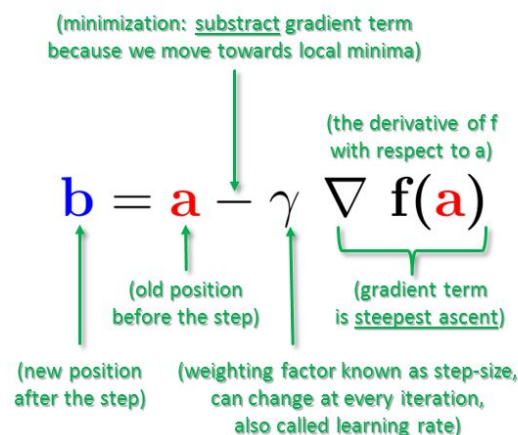 (minimization: substract gradient term
because we move towards local minima)
(the derivative of f
with respect to a)
b = a − γ ∇ f(a)
(old position
before the step)
(gradient term
is steepest ascent)
(new position
after the step)
(weighting factor known as step-size,
can change at every iteration,
also called learning rate)